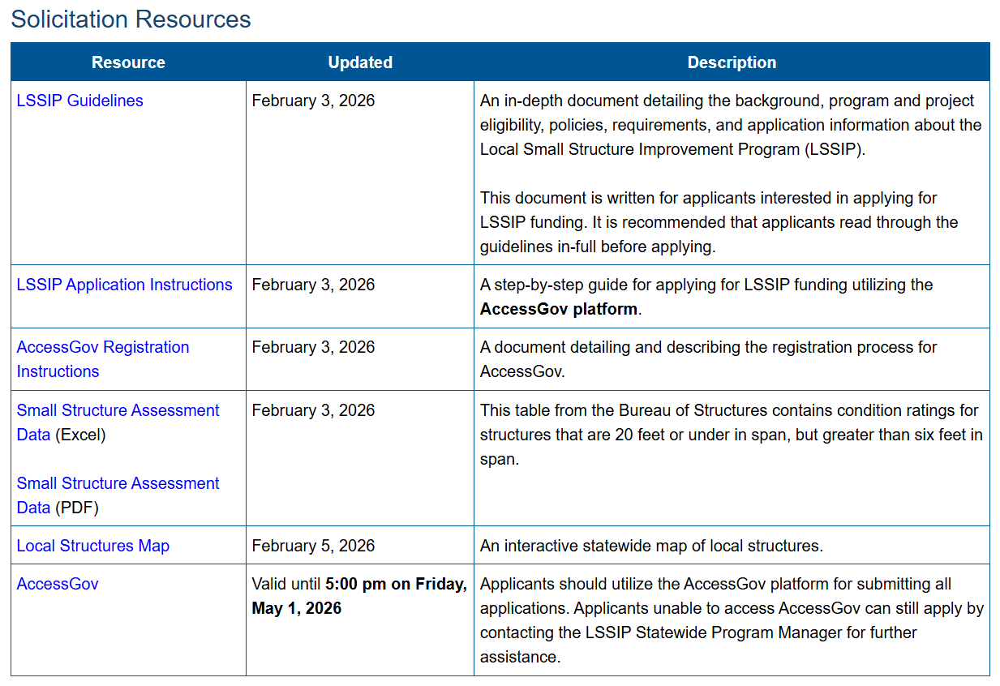 Solicitation Resources
Resource Updated Description
LSSIP Guidelines February 3, 2026 An in-depth document detailing the background, program and project
eligibility, policies, requirements, and application information about the
Local Small Structure Improvement Program (LSSIP).
This document is written for applicants interested in applying for
LSSIP funding. It is recommended that applicants read through the
guidelines in-full before applying.
LSSIP Application Instructions February 3, 2026 A step-by-step guide for applying for LSSIP funding utilizing the
AccessGov platform.
AccessGov Registration February 3, 2026 A document detailing and describing the registration process for
Instructions AccessGov.
Small Structure Assessment February 3, 2026 This table from the Bureau of Structures contains condition ratings for
Data (Excel) structures that are 20 feet or under in span, but greater than six feet in
span.
Small Structure Assessment
Data (PDF)
Local Structures Map February 5, 2026 An interactive statewide map of local structures.
AccessGov Valid until 5:00 pm on Friday, Applicants should utilize the AccessGov platform for submitting all
May 1, 2026 applications. Applicants unable to access AccessGov can still apply by
contacting the LSSIP Statewide Program Manager for further
assistance.